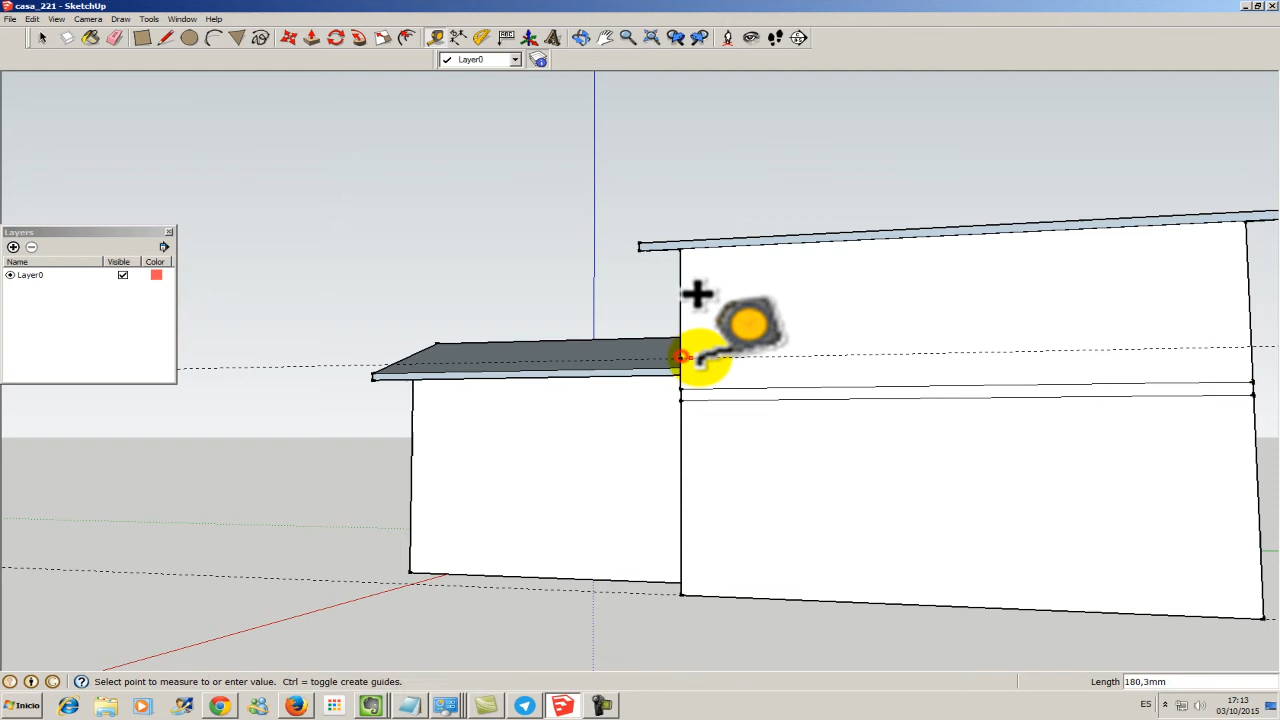 casa_221 - SketchUp
File Edit View Camera Draw Tools Window Help
Layer0
Layers
Name Visible Color
Layer0
Select point to measure to or enter value. Ctrl = toggle create guides.
Length 180,3mm
Inicio
ES
17:13
03/10/2015